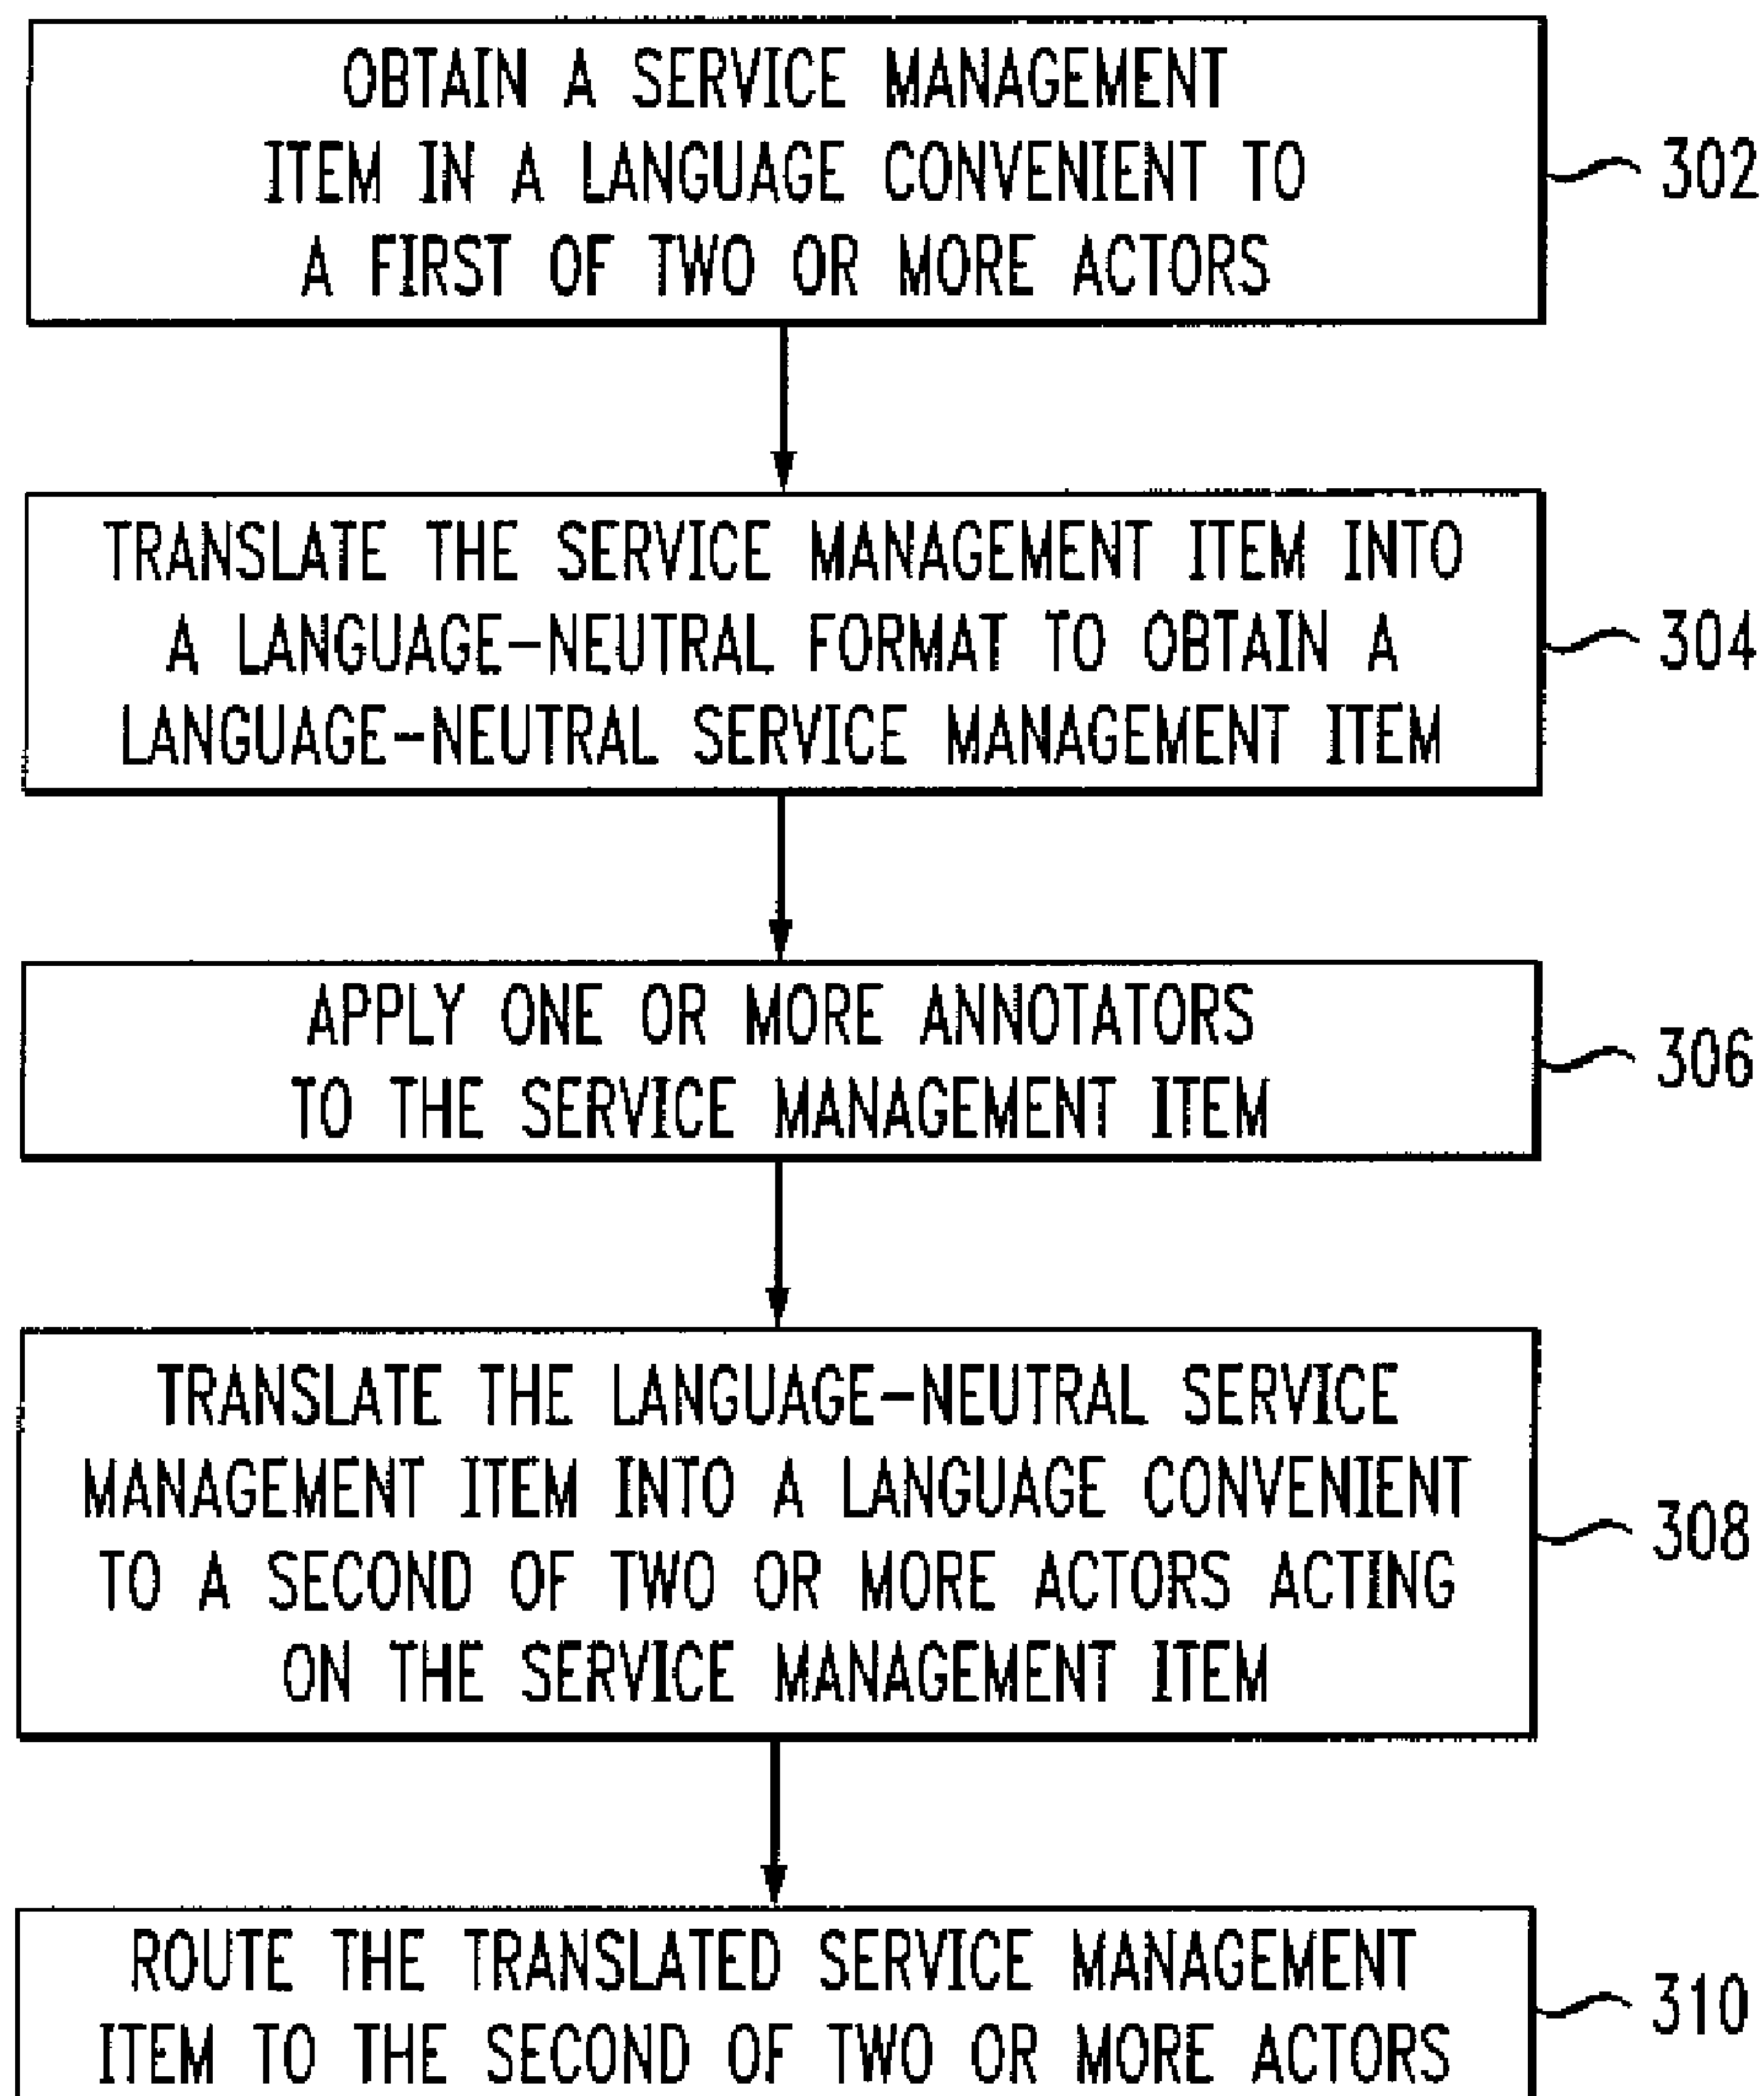 OBTAIN A SERVICE MANAGEMENT
ITEM IN A LANGUAGE CONVENIENT TO
A FIRST OF TWO OR MORE ACTORS
302
TRANSLATE THE SERVICE MANAGEMENT ITEM INTO
A LANGUAGE-NEUTRAL FORMAT TO OBTAIN A
LANGUAGE-NEUTRAL SERVICE MANAGEMENT ITEM
304
APPLY ONE OR MORE ANNOTATORS
TO THE SERVICE MANAGEMENT ITEM
306
TRANSLATE THE LANGUAGE-NEUTRAL SERVICE
MANAGEMENT ITEM INTO A LANGUAGE CONVENIENT
TO A SECOND OF TWO OR MORE ACTORS ACTING
ON THE SERVICE MANAGEMENT ITEM
308
ROUTE THE TRANSLATED SERVICE MANAGEMENT
ITEM TO THE SECOND OF TWO OR MORE ACTORS
310